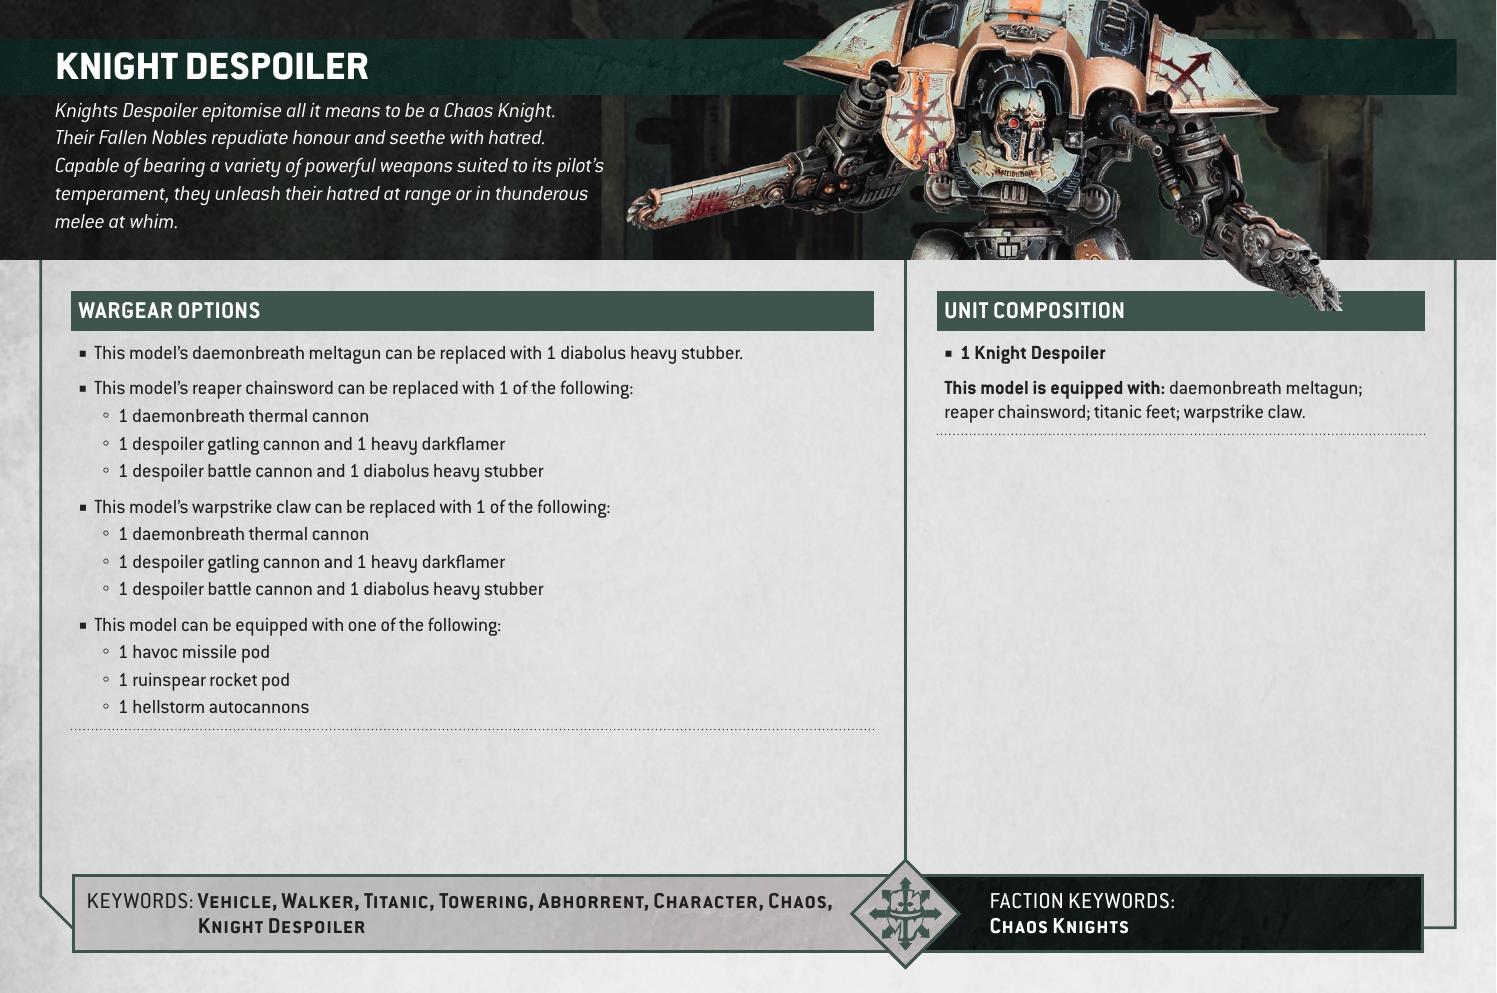 KNIGHT DESPOILER
Knights Despoiler epitomise all it means to be a Chaos Knight.
Their Fallen Nobles repudiate honour and seethe with hatred.
Capable of bearing a variety of powerful weapons suited to its pilot’s
temperament, they unleash their hatred at range or in thunderous
melee at whim.
WARGEAR OPTIONS
■ This model’s daemonbreath meltagun can be replaced with 1 diabolus heavy stubber.
■ This model’s reaper chainsword can be replaced with 1 of the following:
◦ 1 daemonbreath thermal cannon
◦ 1 despoiler gatling cannon and 1 heavy darkflamer
◦ 1 despoiler battle cannon and 1 diabolus heavy stubber
■ This model’s warpstrike claw can be replaced with 1 of the following:
◦ 1 daemonbreath thermal cannon
◦ 1 despoiler gatling cannon and 1 heavy darkflamer
◦ 1 despoiler battle cannon and 1 diabolus heavy stubber
■ This model can be equipped with one of the following:
◦ 1 havoc missile pod
◦ 1 ruinspear rocket pod
◦ 1 hellstorm autocannons
UNIT COMPOSITION
■ 1 Knight Despoiler
This model is equipped with: daemonbreath meltagun;
reaper chainsword; titanic feet; warpstrike claw.
KEYWORDS: Vehicle, Walker, Titanic, Towering, Abhorrent, Character, Chaos,
Knight Despoiler
FACTION KEYWORDS:
Chaos Knights